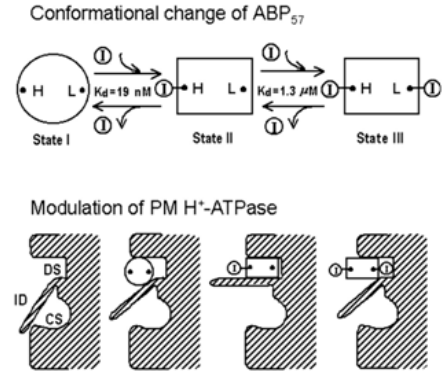 Conformational change of ABP57
I I
H L Kd=19 nM I H L Kd=1.3 µM I H L I
I I
State I State II State III
Modulation of PM H⁺-ATPase
DS I I I
ID
CS